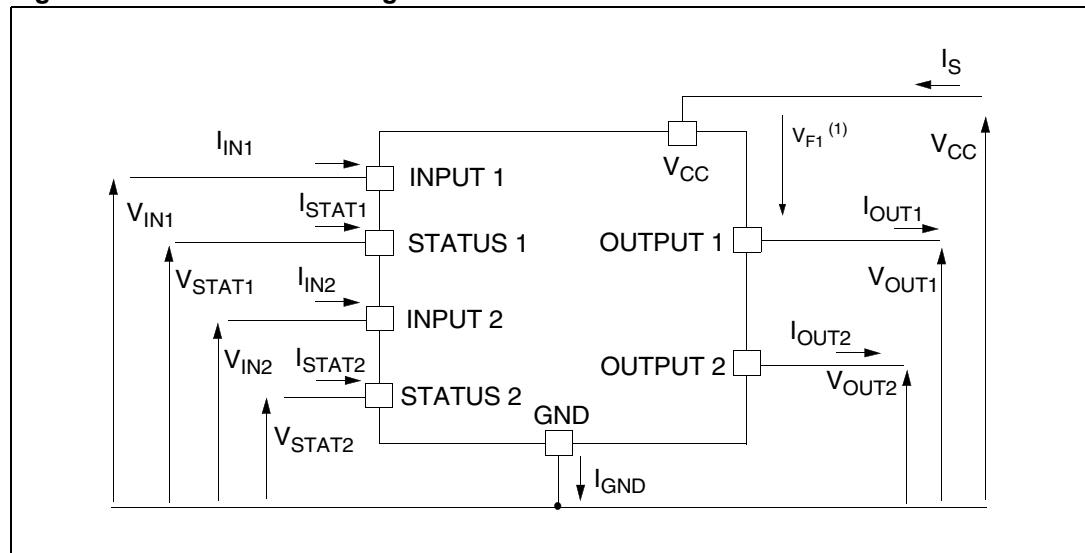 I_S
V_F1 (1)
V_CC
V_CC
I_IN1
INPUT 1
V_IN1
I_STAT1
STATUS 1
OUTPUT 1
I_OUT1
V_STAT1
V_OUT1
I_IN2
INPUT 2
I_OUT2
V_IN2
I_STAT2
OUTPUT 2
V_OUT2
STATUS 2
GND
V_STAT2
I_GND